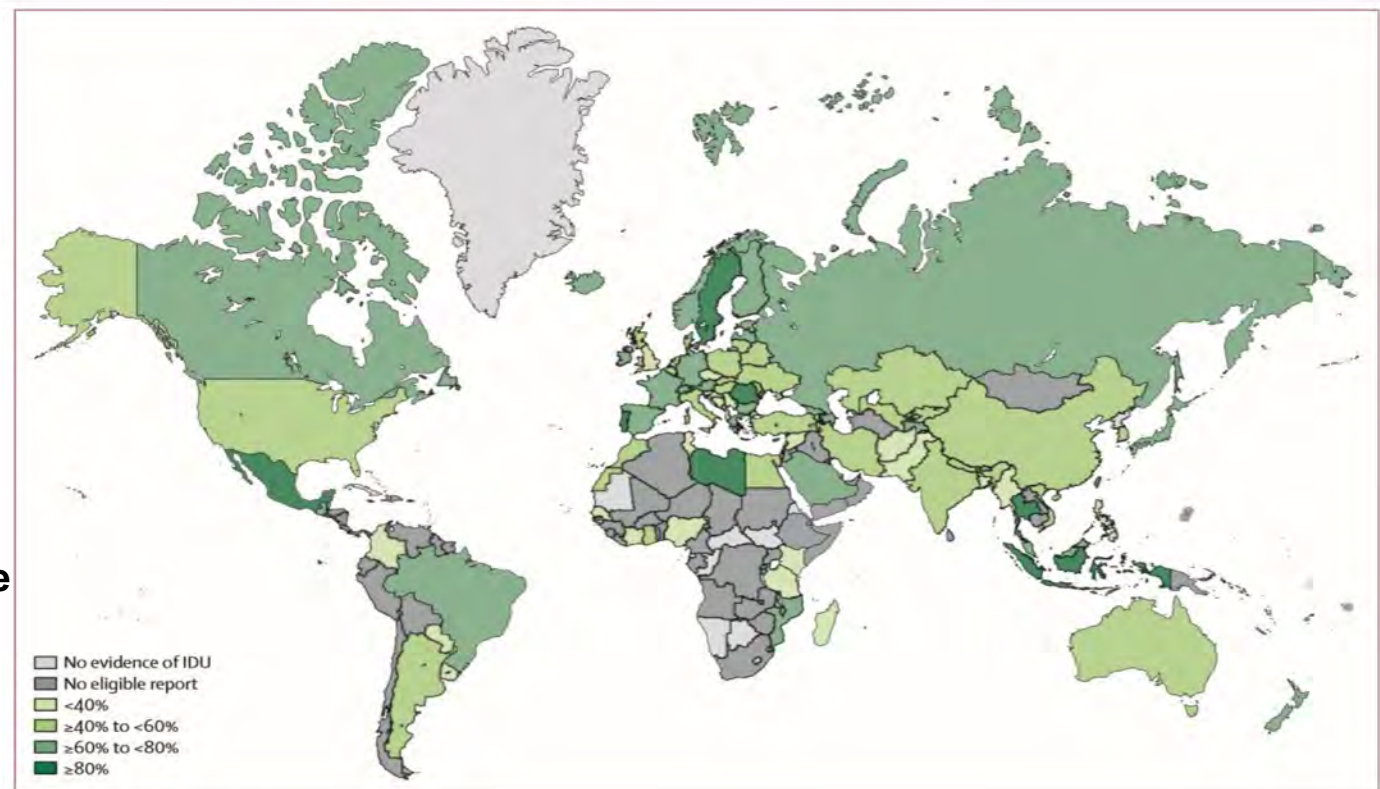 e
No evidence of IDU
No eligible report
<40%
≥40% to <60%
≥60% to <80%
≥80%